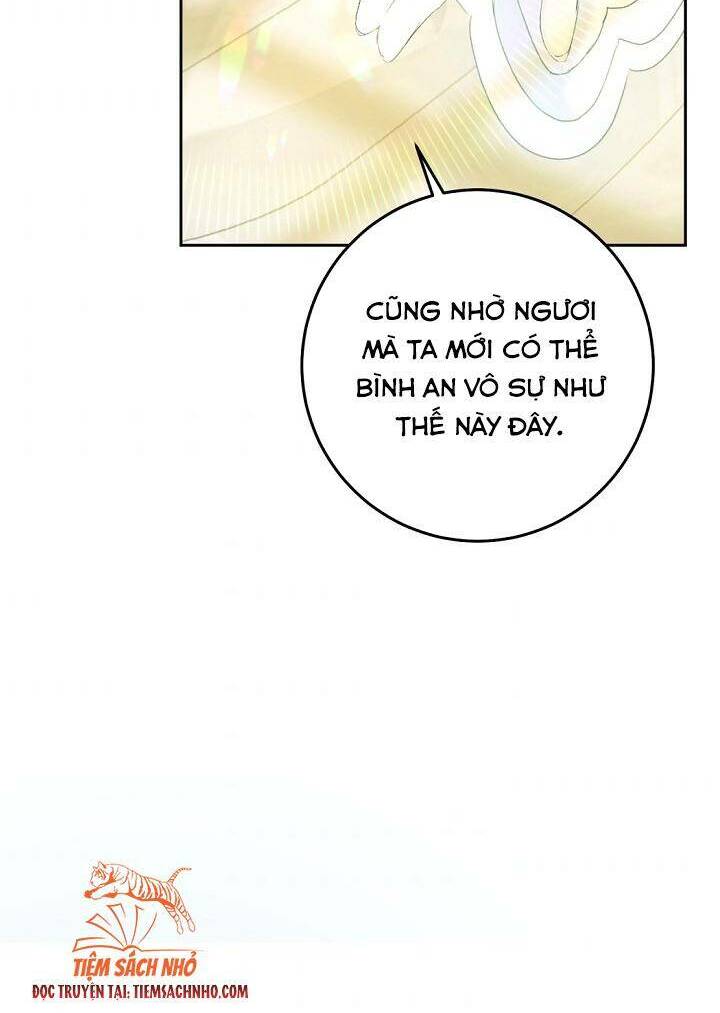 CŨNG NHỜ NGƯƠI
MÀ TA MỚI CÓ THỂ
BÌNH AN VÔ SỰ NHƯ
THẾ NÀY ĐÂY.
TIỆM SÁCH NHỎ
ĐỌC TRUYỆN TẠI: TIEMSACHNHO.COM